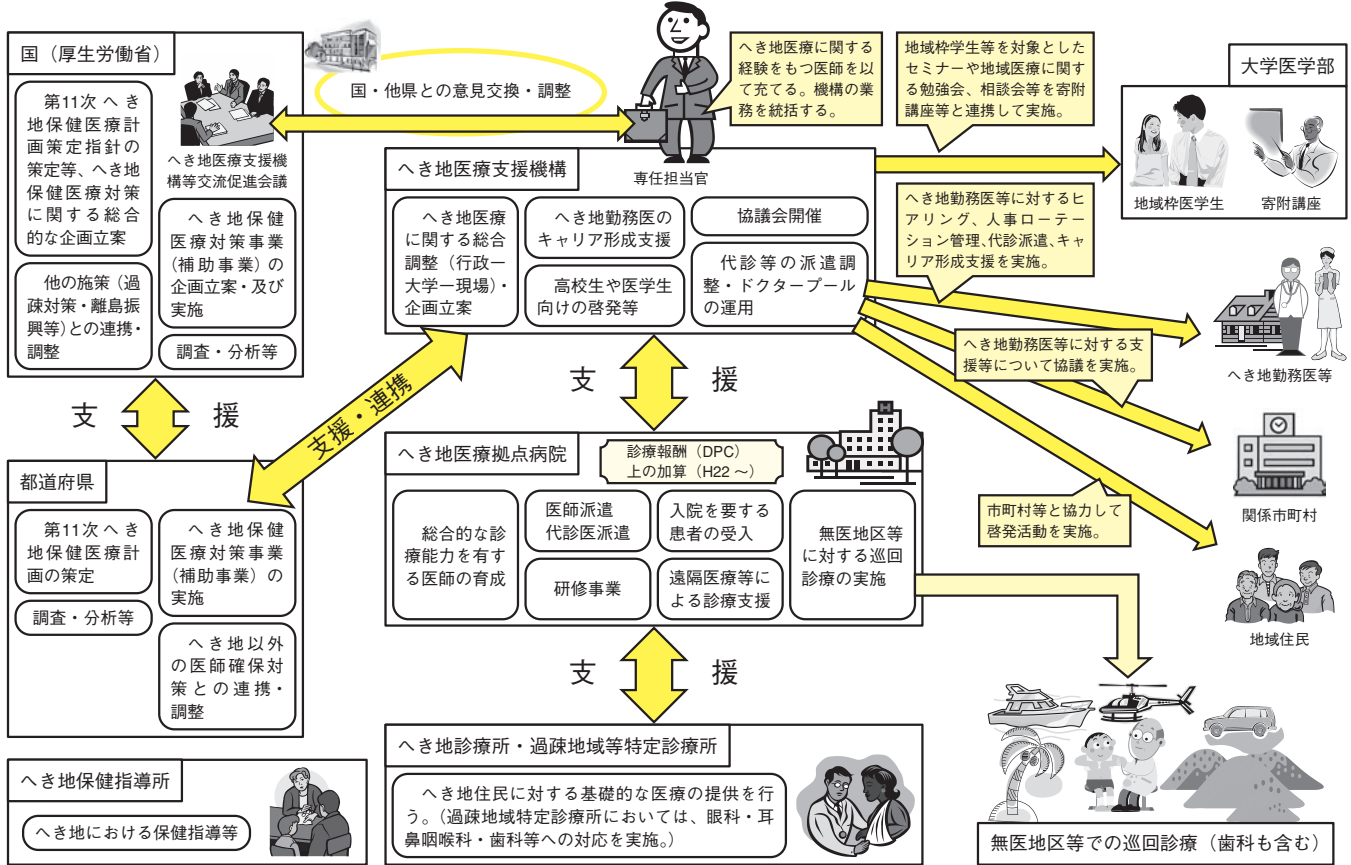 国（厚生労働省）
第11次へき
地保健医療計
画策定指針の
策定等、へき地
保健医療対策
に関する総合
的な企画立案
へき地医療支援機
構等交流促進会議
へき地保健
医療対策事業
（補助事業）の
企画立案・及び
実施
他の施策（過
疎対策・離島振
興等）との連携・
調整
調査・分析等
国・他県との意見交換・調整
専任担当官
へき地医療に関する
経験をもつ医師を以
て充てる。機構の業
務を統括する。
地域枠学生等を対象とした
セミナーや地域医療に関す
る勉強会、相談会等を寄附
講座等と連携して実施。
大学医学部
地域枠医学生
寄附講座
へき地医療支援機構
へき地医療
に関する総合
調整（行政ー
大学ー現場）・
企画立案
へき地勤務医の
キャリア形成支援
高校生や医学生
向けの啓発等
協議会開催
代診等の派遣調
整・ドクタープール
の運用
へき地勤務医等に対するヒ
アリング、人事ローテー
ション管理、代診派遣、キャ
リア形成支援を実施。
へき地勤務医等
へき地勤務医等に対する支
援等について協議を実施。
関係市町村
市町村等と協力して
啓発活動を実施。
地域住民
支 援
支援・連携
支 援
都道府県
第11次へき
地保健医療計
画の策定
調査・分析等
へき地保健
医療対策事業
（補助事業）の
実施
へき地以外
の医師確保対
策との連携・
調整
へき地医療拠点病院
診療報酬（DPC）
上の加算（H22～）
総合的な診
療能力を有す
る医師の育成
医師派遣
代診医派遣
研修事業
入院を要する
患者の受入
遠隔医療等に
よる診療支援
無医地区等
に対する巡回
診療の実施
支 援
へき地保健指導所
へき地における保健指導等
へき地診療所・過疎地域等特定診療所
へき地住民に対する基礎的な医療の提供を行
う。（過疎地域特定診療所においては、眼科・耳
鼻咽喉科・歯科等への対応を実施。）
無医地区等での巡回診療（歯科も含む）